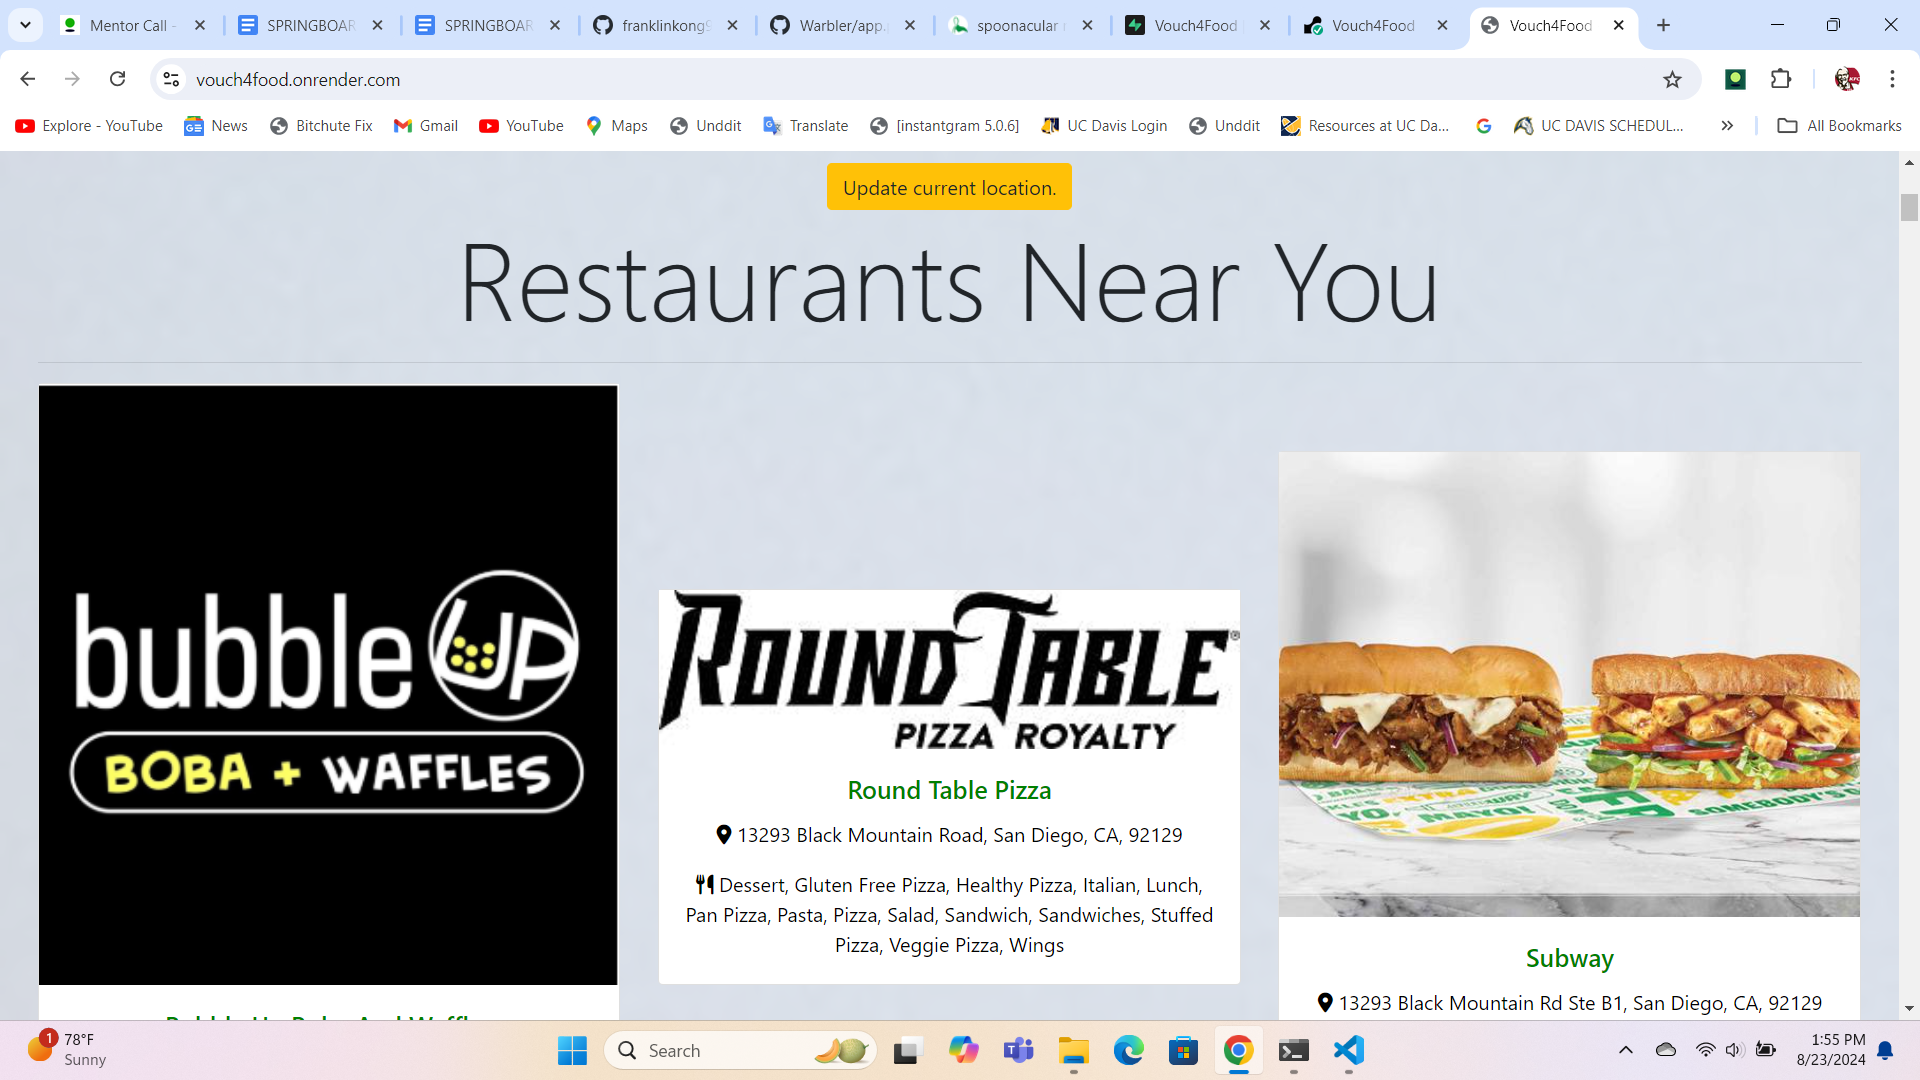 Mentor Call -
SPRINGBOAR
SPRINGBOAR
franklinkong9
Warbler/app.
spoonacular
Vouch4Food
Vouch4Food
Vouch4Food
vouch4food.onrender.com
Explore - YouTube
News
Bitchute Fix
Gmail
YouTube
Maps
Unddit
Translate
[instantgram 5.0.6]
UC Davis Login
Unddit
Resources at UC Da...
UC DAVIS SCHEDUL...
All Bookmarks
Update current location.
Restaurants Near You
bubble UP
BOBA + WAFFLES
ROUND TABLE®
PIZZA ROYALTY
Round Table Pizza
13293 Black Mountain Road, San Diego, CA, 92129
Dessert, Gluten Free Pizza, Healthy Pizza, Italian, Lunch,
Pan Pizza, Pasta, Pizza, Salad, Sandwich, Sandwiches, Stuffed
Pizza, Veggie Pizza, Wings
Subway
13293 Black Mountain Rd Ste B1, San Diego, CA, 92129
1
78°F
Sunny
Search
1:55 PM
8/23/2024